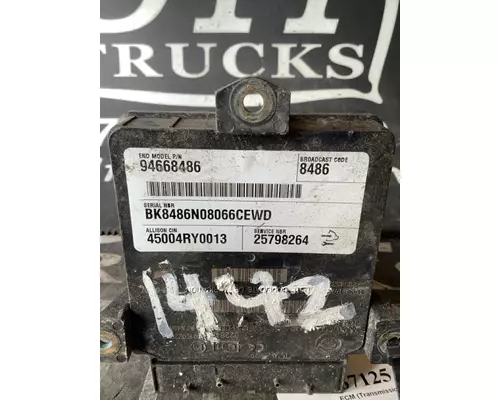 TRUCKS
END MODEL P/N
94668486
BROADCAST CODE
8486
SERIAL NBR
BK8486N08066CEWD
ALLISON CIN
45004RY0013
SERVICE NBR
25798264
1442
7125
ECM (Transmissio